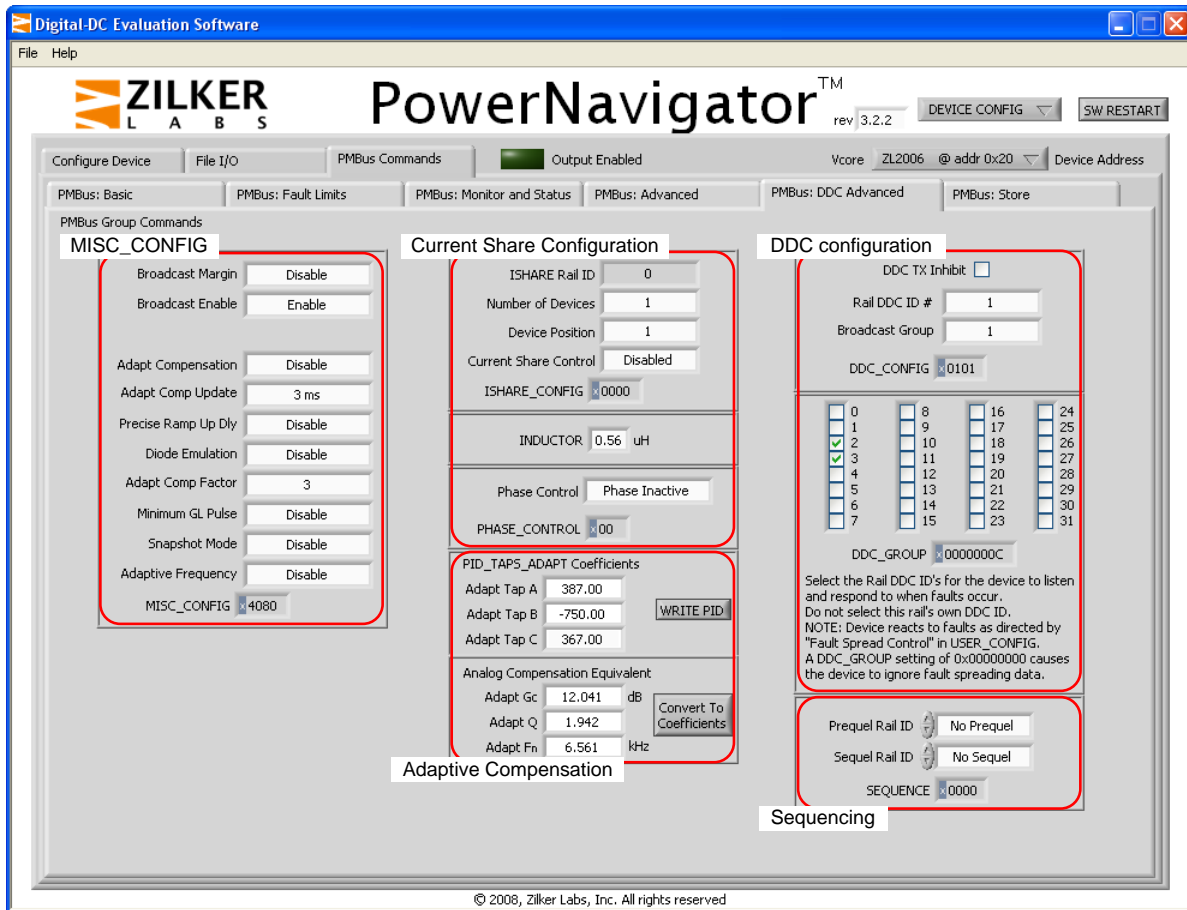 Digital-DC Evaluation Software
File Help
ZILKER
LABS
PowerNavigator™
rev 3.2.2
DEVICE CONFIG
SW RESTART
Configure Device
File I/O
PMBus Commands
Output Enabled
Vcore ZL2006 @ addr 0x20 Device Address
PMBus: Basic
PMBus: Fault Limits
PMBus: Monitor and Status
PMBus: Advanced
PMBus: DDC Advanced
PMBus: Store
PMBus Group Commands
MISC_CONFIG
Broadcast Margin Disable
Broadcast Enable Enable
Adapt Compensation Disable
Adapt Comp Update 3 ms
Precise Ramp Up Dly Disable
Diode Emulation Disable
Adapt Comp Factor 3
Minimum GL Pulse Disable
Snapshot Mode Disable
Adaptive Frequency Disable
MISC_CONFIG x4080
Current Share Configuration
ISHARE Rail ID 0
Number of Devices 1
Device Position 1
Current Share Control Disabled
ISHARE_CONFIG x0000
INDUCTOR 0.56 uH
Phase Control Phase Inactive
PHASE_CONTROL x00
PID_TAPS_ADAPT Coefficients
Adapt Tap A 387.00
Adapt Tap B -750.00
Adapt Tap C 367.00
WRITE PID
Analog Compensation Equivalent
Adapt Gc 12.041 dB
Adapt Q 1.942
Adapt Fn 6.561 kHz
Convert To
Coefficients
Adaptive Compensation
DDC configuration
DDC TX Inhibit
Rail DDC ID # 1
Broadcast Group 1
DDC_CONFIG x0101
0 8 16 24
1 9 17 25
2 10 18 26
3 11 19 27
4 12 20 28
5 13 21 29
6 14 22 30
7 15 23 31
DDC_GROUP x0000000C
Select the Rail DDC ID's for the device to listen
and respond to when faults occur.
Do not select this rail's own DDC ID.
NOTE: Device reacts to faults as directed by
"Fault Spread Control" in USER_CONFIG.
A DDC_GROUP setting of 0x00000000 causes
the device to ignore fault spreading data.
Prequel Rail ID No Prequel
Sequel Rail ID No Sequel
SEQUENCE x0000
Sequencing
© 2008, Zilker Labs, Inc. All rights reserved